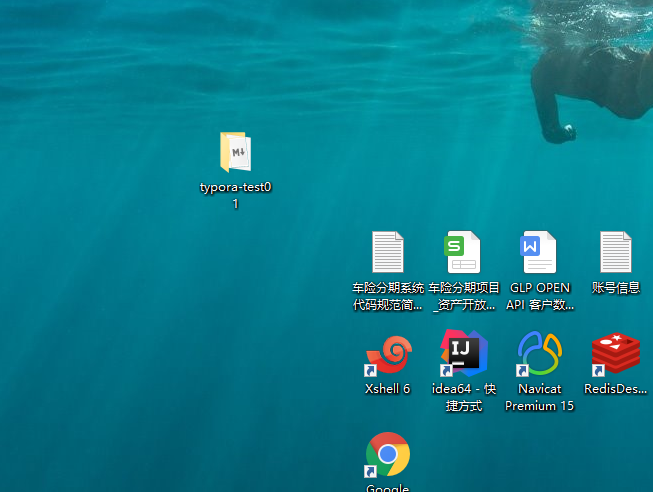 M↓
typora-test0
1
S
W
车险分期系统
代码规范简...
车险分期项目
_资产开放...
GLP OPEN
API 客户数...
账号信息
IJ
Xshell 6
idea64 - 快
捷方式
Navicat
Premium 15
RedisDes...
Google